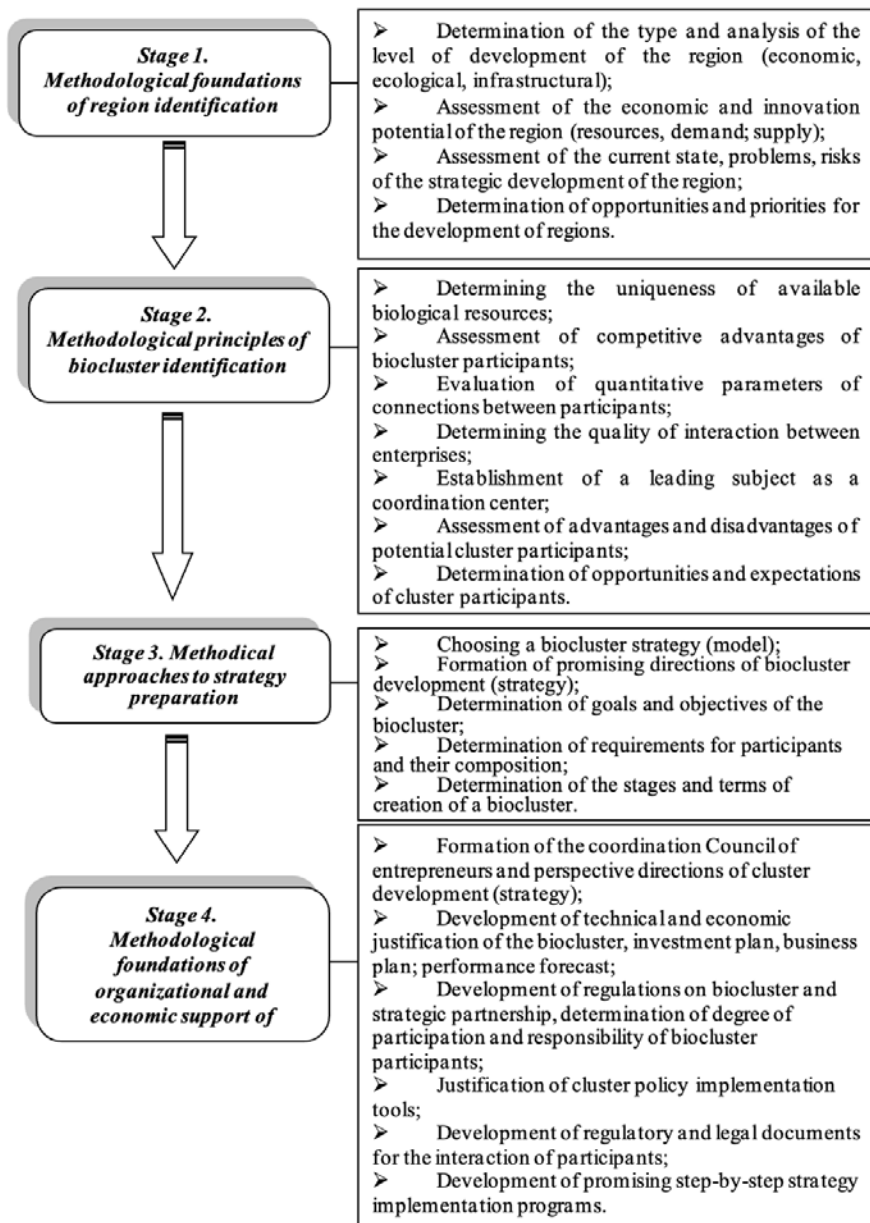 Stage 1.
Methodological foundations
of region identification
➢ Determination of the type and analysis of the
level of development of the region (economic,
ecological, infrastructural);
➢ Assessment of the economic and innovation
potential of the region (resources, demand; supply);
➢ Assessment of the current state, problems, risks
of the strategic development of the region;
➢ Determination of opportunities and priorities for
the development of regions.
Stage 2.
Methodological principles of
biocluster identification
➢ Determining the uniqueness of available
biological resources;
➢ Assessment of competitive advantages of
biocluster participants;
➢ Evaluation of quantitative parameters of
connections between participants;
➢ Determining the quality of interaction between
enterprises;
➢ Establishment of a leading subject as a
coordination center;
➢ Assessment of advantages and disadvantages of
potential cluster participants;
➢ Determination of opportunities and expectations
of cluster participants.
Stage 3. Methodical
approaches to strategy
preparation
➢ Choosing a biocluster strategy (model);
➢ Formation of promising directions of biocluster
development (strategy);
➢ Determination of goals and objectives of the
biocluster;
➢ Determination of requirements for participants
and their composition;
➢ Determination of the stages and terms of
creation of a biocluster.
Stage 4.
Methodological
foundations of
organizational and
economic support of
➢ Formation of the coordination Council of
entrepreneurs and perspective directions of cluster
development (strategy);
➢ Development of technical and economic
justification of the biocluster, investment plan, business
plan; performance forecast;
➢ Development of regulations on biocluster and
strategic partnership, determination of degree of
participation and responsibility of biocluster
participants;
➢ Justification of cluster policy implementation
tools;
➢ Development of regulatory and legal documents
for the interaction of participants;
➢ Development of promising step-by-step strategy
implementation programs.